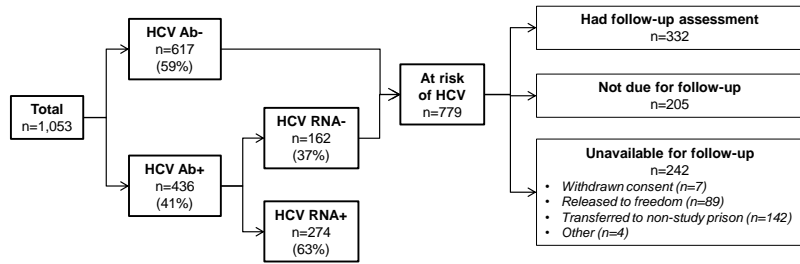 Total
n=1,053
HCV Ab-
n=617
(59%)
HCV Ab+
n=436
(41%)
HCV RNA-
n=162
(37%)
HCV RNA+
n=274
(63%)
At risk
of HCV
n=779
Had follow-up assessment
n=332
Not due for follow-up
n=205
Unavailable for follow-up
n=242
• Withdrawn consent (n=7)
• Released to freedom (n=89)
• Transferred to non-study prison (n=142)
• Other (n=4)